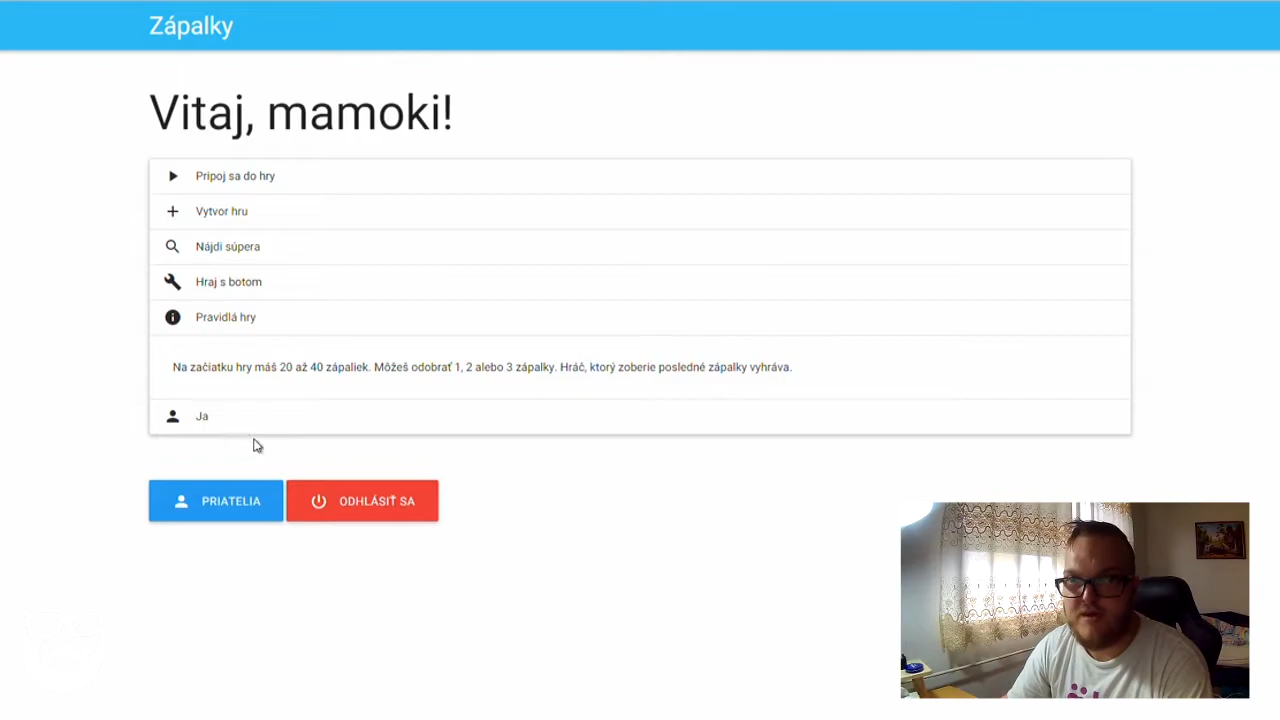 Zápalky
Vitaj, mamoki!
Pripoj sa do hry
Vytvor hru
Nájdi súpera
Hraj s botom
Pravidlá hry
Na začiatku hry máš 20 až 40 zápaliek. Môžeš odobrať 1, 2 alebo 3 zápalky. Hráč, ktorý zoberie posledné zápalky vyhráva.
Ja
PRIATELIA
ODHLÁSIŤ SA